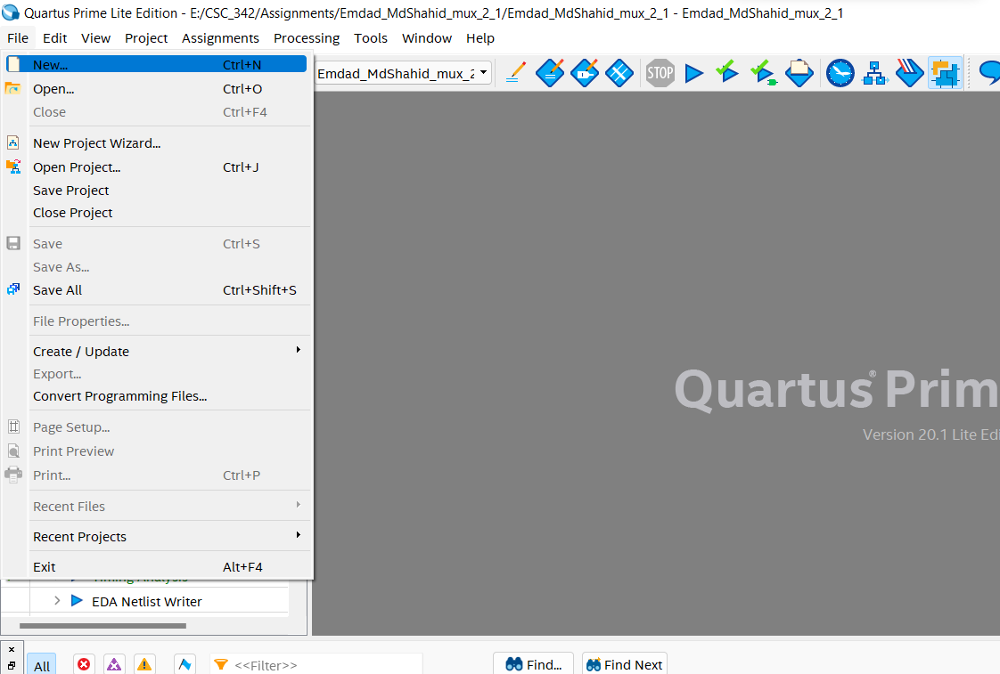 Quartus Prime Lite Edition - E:/CSC_342/Assignments/Emdad_MdShahid_mux_2_1/Emdad_MdShahid_mux_2_1 - Emdad_MdShahid_mux_2_1
File Edit View Project Assignments Processing Tools Window Help
New... Ctrl+N
Emdad_MdShahid_mux_2
STOP
Open... Ctrl+O
Close Ctrl+F4
New Project Wizard...
Open Project... Ctrl+J
Save Project
Close Project
Save Ctrl+S
Save As...
Save All Ctrl+Shift+S
File Properties...
Create / Update
Export...
Convert Programming Files...
Page Setup...
Print Preview
Print... Ctrl+P
Recent Files
Recent Projects
Exit Alt+F4
Quartus® Prim
Version 20.1 Lite Edi
Timing Analysis
EDA Netlist Writer
All
<<Filter>>
Find...
Find Next